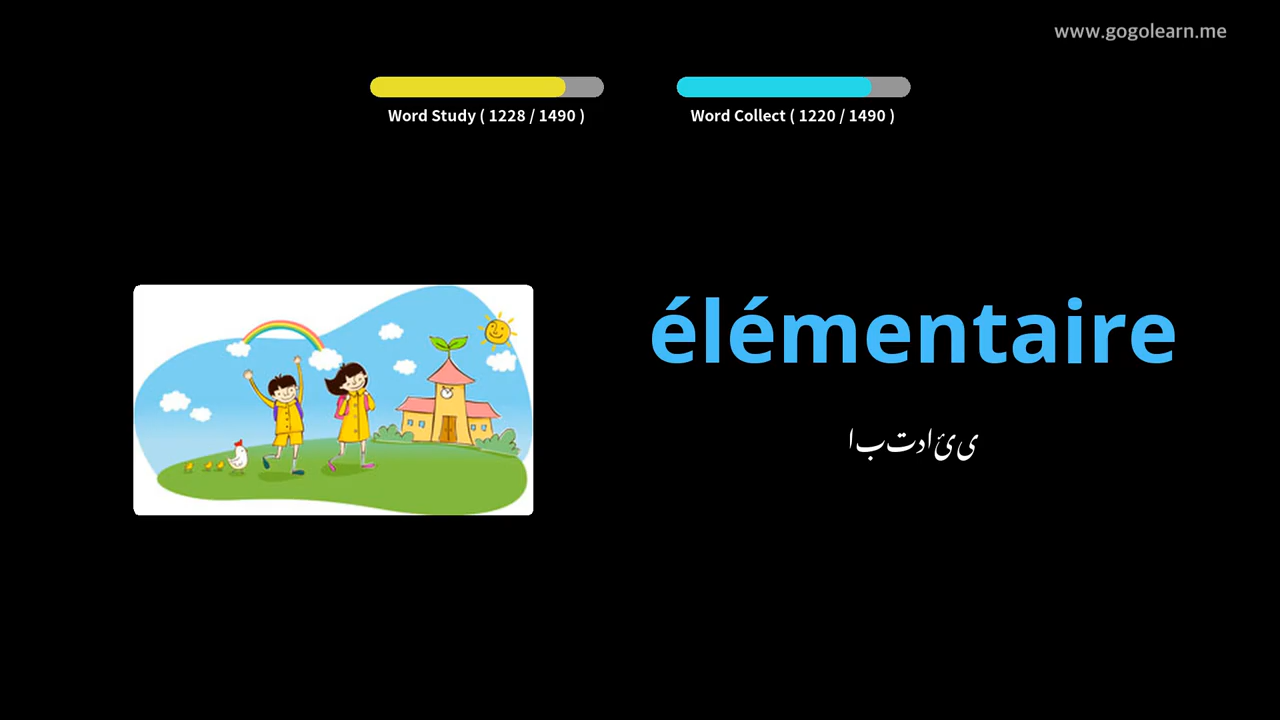 www.gogolearn.me
Word Study ( 1228 / 1490 )
Word Collect ( 1220 / 1490 )
élémentaire
ابتدائی